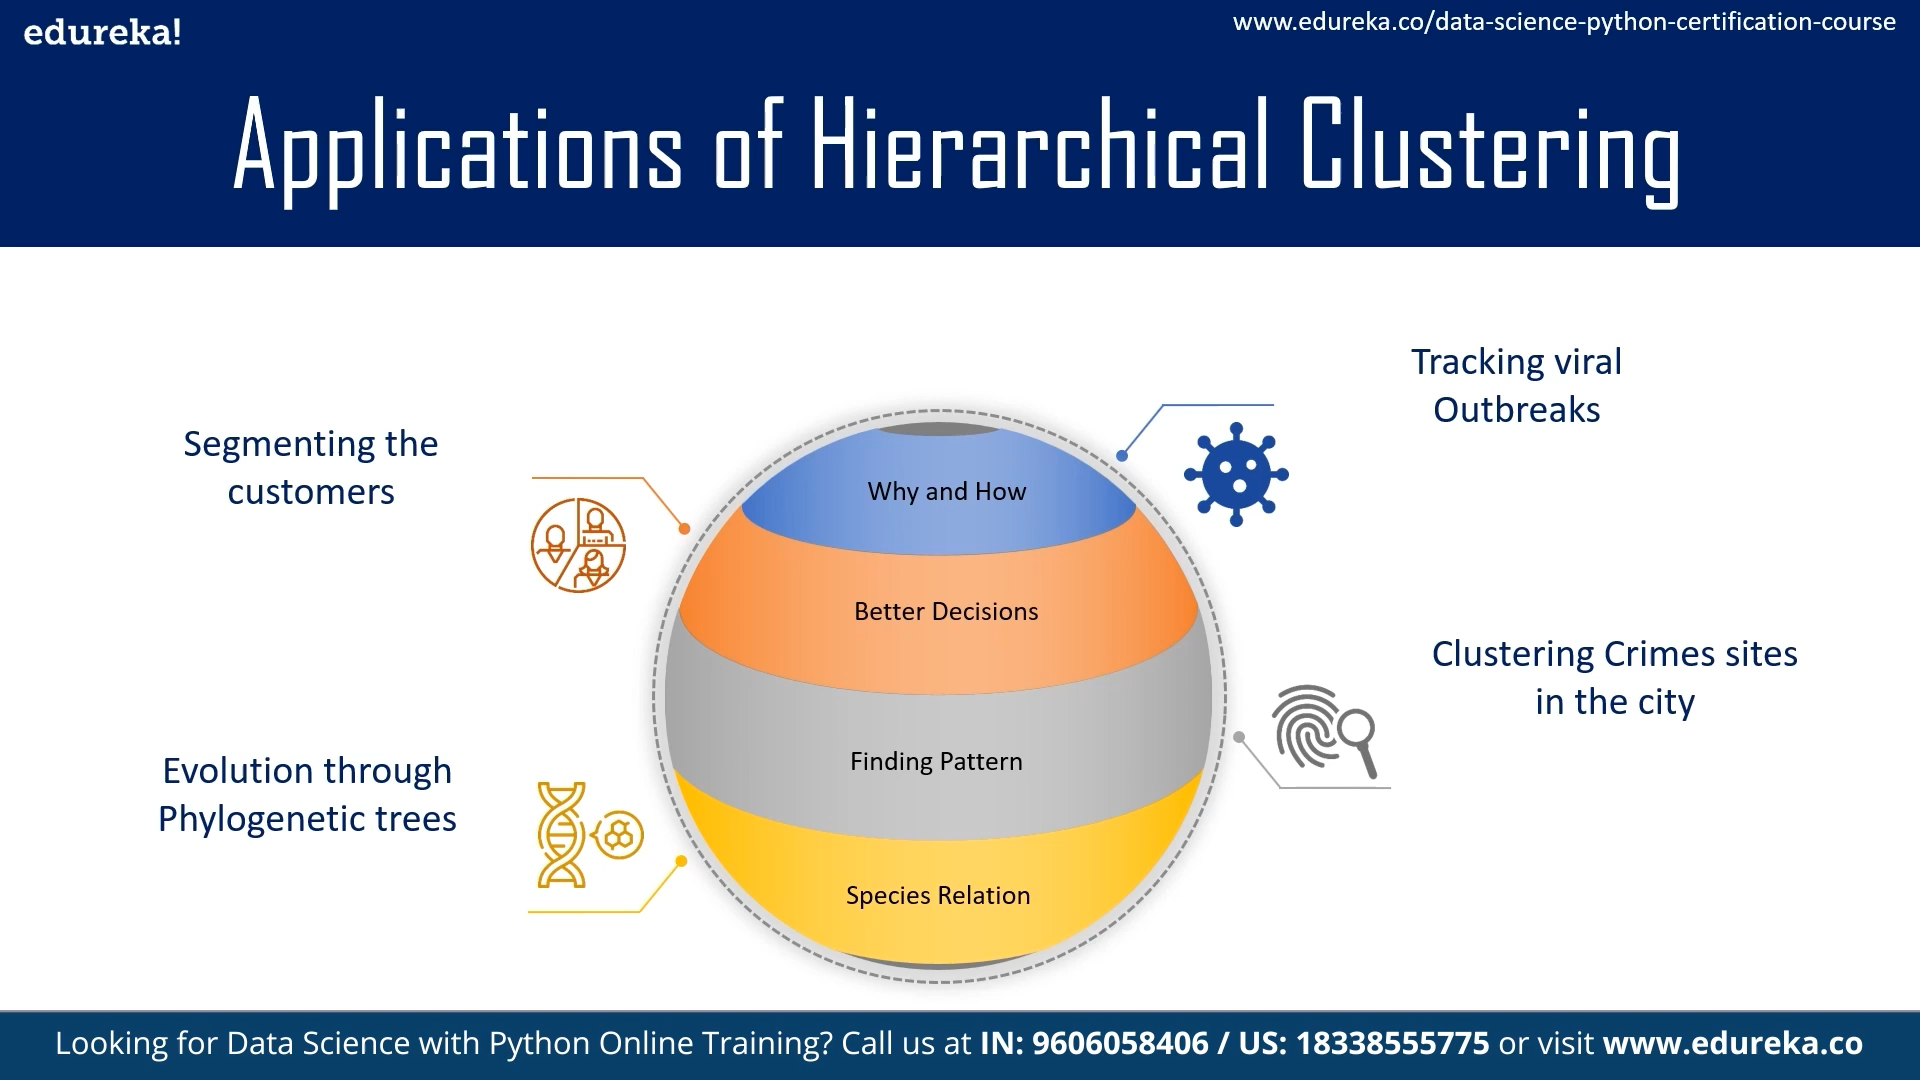 edureka!
www.edureka.co/data-science-python-certification-course
Applications of Hierarchical Clustering
Tracking viral
Outbreaks
Segmenting the
customers
Why and How
Better Decisions
Clustering Crimes sites
in the city
Finding Pattern
Evolution through
Phylogenetic trees
Species Relation
Looking for Data Science with Python Online Training? Call us at IN: 9606058406 / US: 18338555775 or visit www.edureka.co